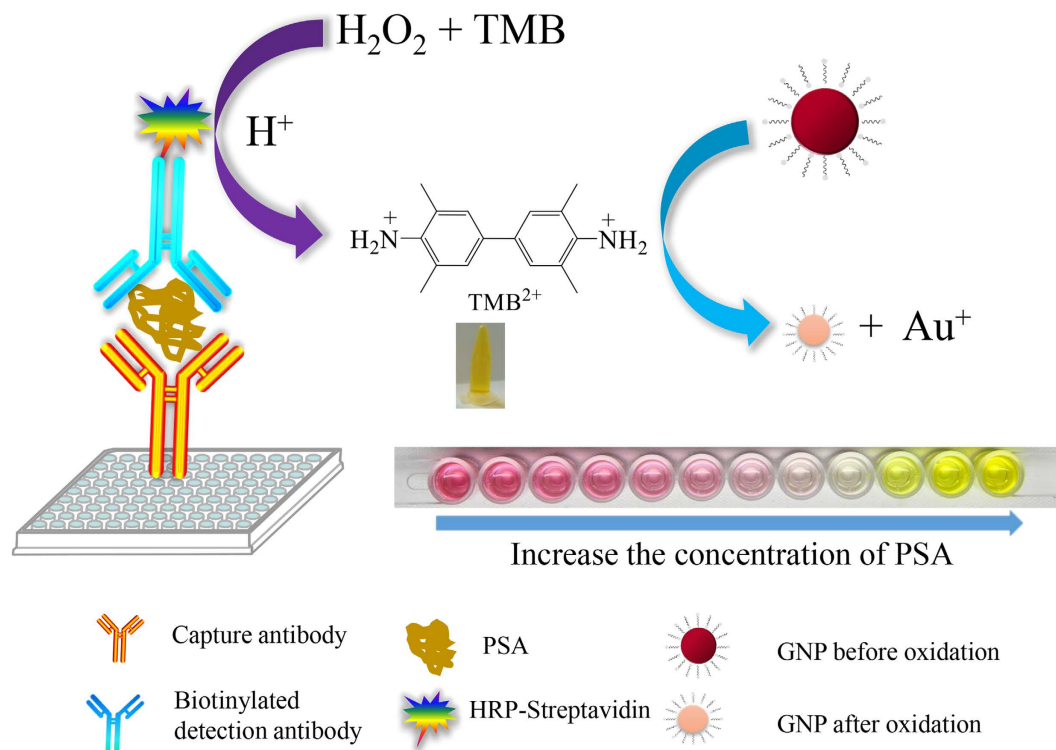 H₂O₂ + TMB
H⁺
H₂N⁺
⁺NH₂
TMB²⁺
+ Au⁺
Increase the concentration of PSA
Capture antibody
PSA
GNP before oxidation
Biotinylated
detection antibody
HRP-Streptavidin
GNP after oxidation